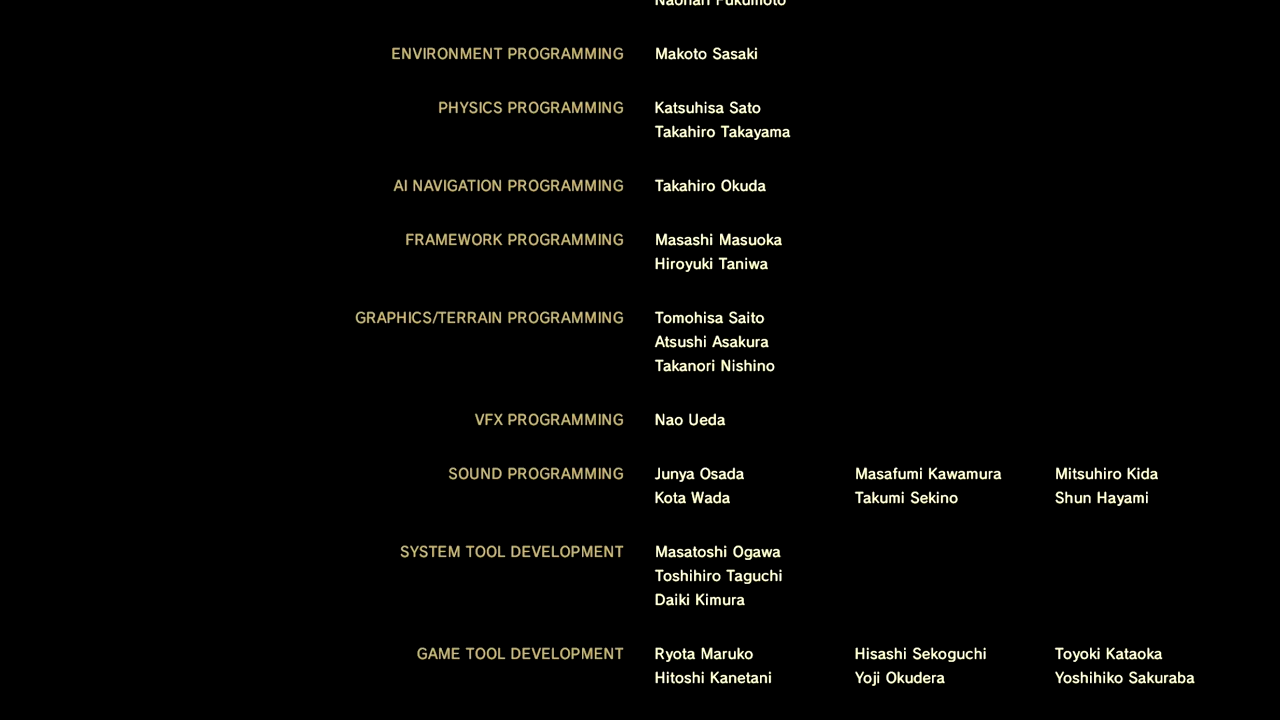 Naohari Fukumoto
ENVIRONMENT PROGRAMMING Makoto Sasaki
PHYSICS PROGRAMMING Katsuhisa Sato
Takahiro Takayama
AI NAVIGATION PROGRAMMING Takahiro Okuda
FRAMEWORK PROGRAMMING Masashi Masuoka
Hiroyuki Taniwa
GRAPHICS/TERRAIN PROGRAMMING Tomohisa Saito
Atsushi Asakura
Takanori Nishino
VFX PROGRAMMING Nao Ueda
SOUND PROGRAMMING Junya Osada Masafumi Kawamura Mitsuhiro Kida
Kota Wada Takumi Sekino Shun Hayami
SYSTEM TOOL DEVELOPMENT Masatoshi Ogawa
Toshihiro Taguchi
Daiki Kimura
GAME TOOL DEVELOPMENT Ryota Maruko Hisashi Sekoguchi Toyoki Kataoka
Hitoshi Kanetani Yoji Okudera Yoshihiko Sakuraba